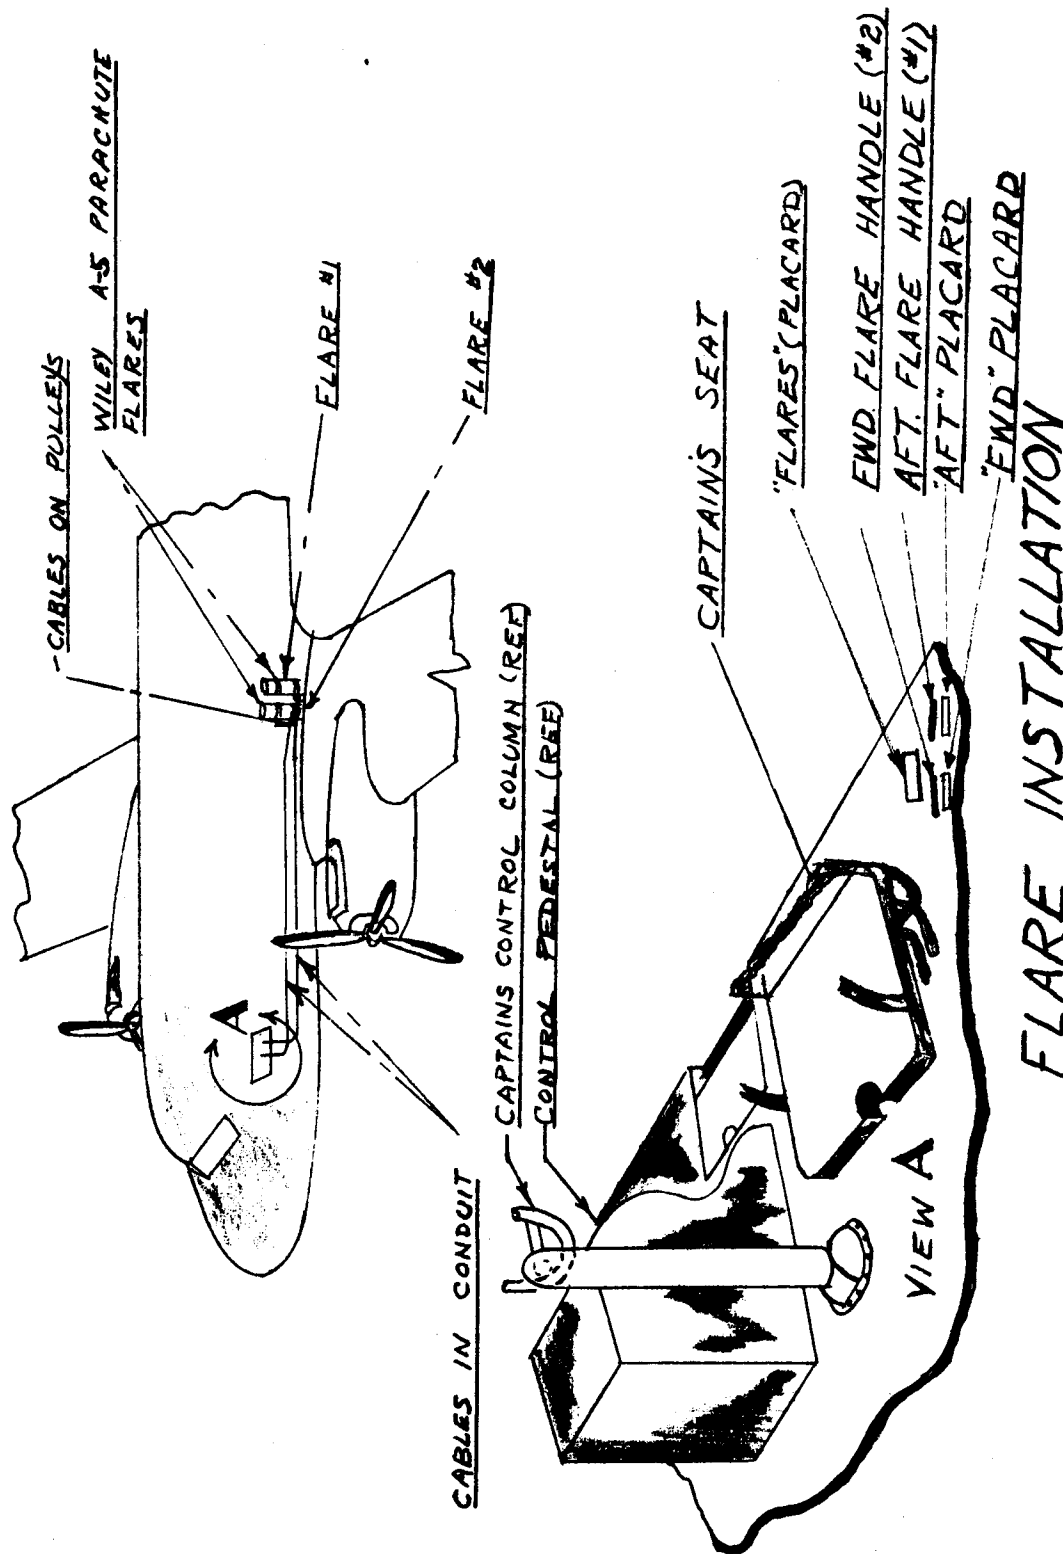 CABLES ON PULLEYS
WILEY A-5 PARACHUTE
FLARES
FLARE #1
FLARE #2
A
CABLES IN CONDUIT
CAPTAINS CONTROL COLUMN (REF)
CONTROL PEDESTAL (REF)
CAPTAIN'S SEAT
"FLARES" (PLACARD)
FWD. FLARE HANDLE (#2)
AFT. FLARE HANDLE (#1)
"AFT" PLACARD
"FWD" PLACARD
VIEW A
FLARE INSTALLATION